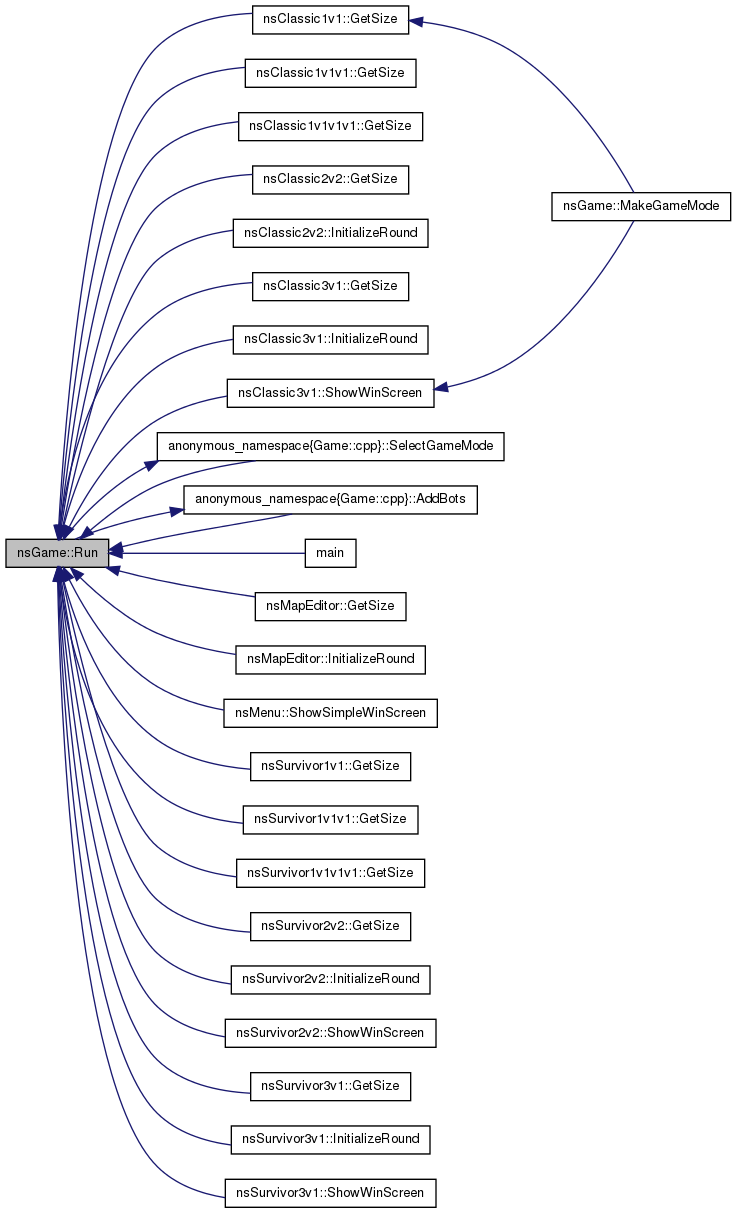 nsClassic1v1::GetSize
nsClassic1v1v1::GetSize
nsClassic1v1v1v1::GetSize
nsClassic2v2::GetSize
nsGame::MakeGameMode
nsClassic2v2::InitializeRound
nsClassic3v1::GetSize
nsClassic3v1::InitializeRound
nsClassic3v1::ShowWinScreen
anonymous_namespace{Game::cpp}::SelectGameMode
anonymous_namespace{Game::cpp}::AddBots
nsGame::Run
main
nsMapEditor::GetSize
nsMapEditor::InitializeRound
nsMenu::ShowSimpleWinScreen
nsSurvivor1v1::GetSize
nsSurvivor1v1v1::GetSize
nsSurvivor1v1v1v1::GetSize
nsSurvivor2v2::GetSize
nsSurvivor2v2::InitializeRound
nsSurvivor2v2::ShowWinScreen
nsSurvivor3v1::GetSize
nsSurvivor3v1::InitializeRound
nsSurvivor3v1::ShowWinScreen